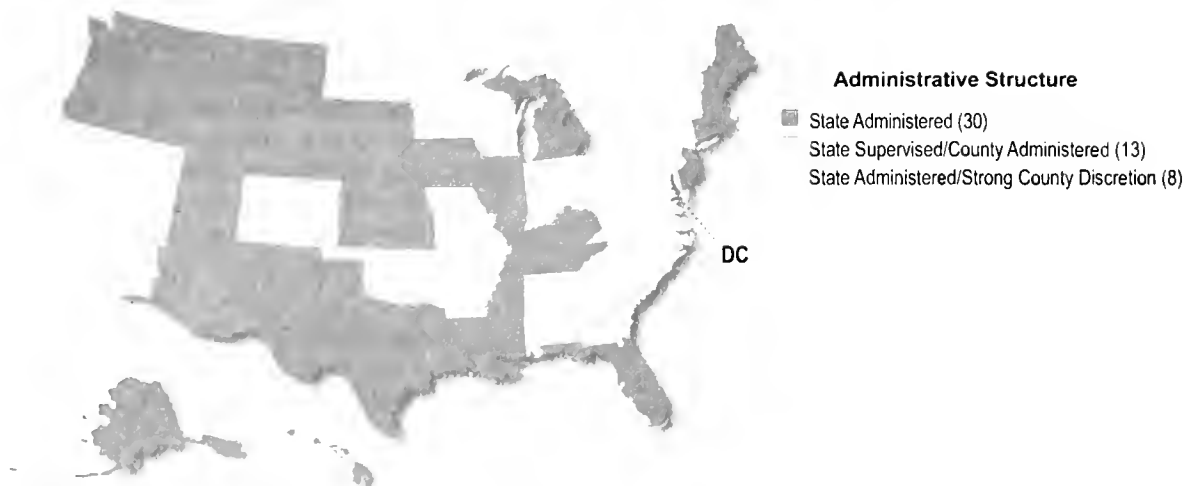 Administrative Structure
State Administered (30)
State Supervised/County Administered (13)
State Administered/Strong County Discretion (8)
DC